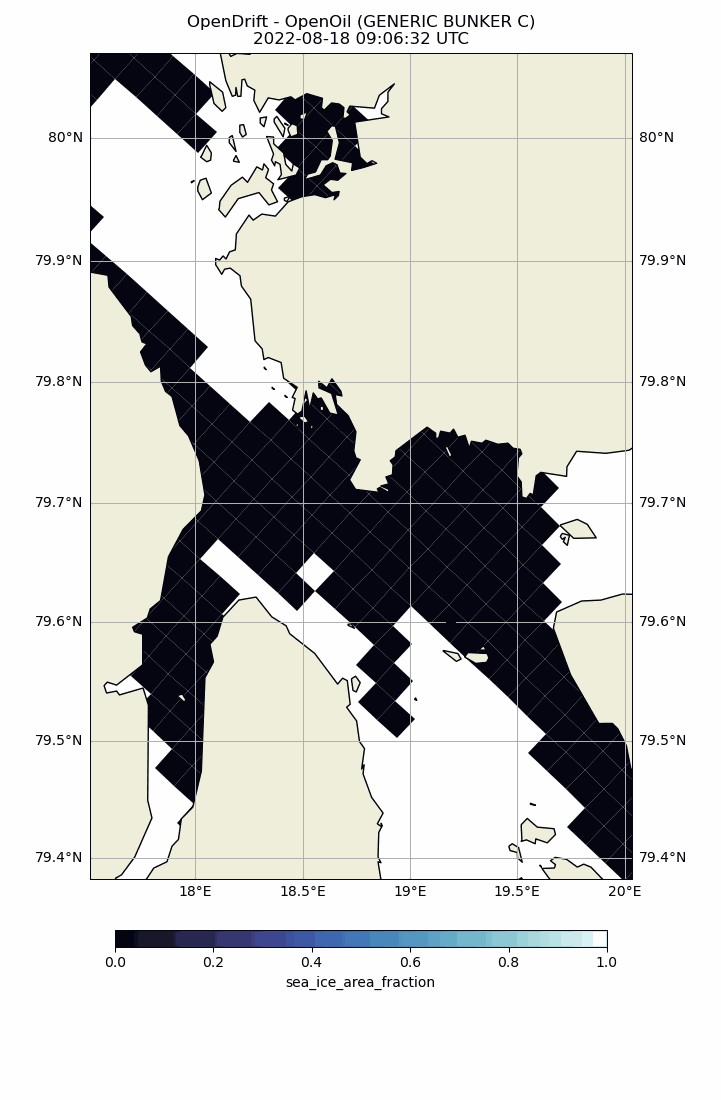 OpenDrift - OpenOil (GENERIC BUNKER C)
2022-08-18 09:06:32 UTC
80°N 80°N
79.9°N 79.9°N
79.8°N 79.8°N
79.7°N 79.7°N
79.6°N 79.6°N
79.5°N 79.5°N
79.4°N 79.4°N
18°E 18.5°E 19°E 19.5°E 20°E
0.0 0.2 0.4 0.6 0.8 1.0
sea_ice_area_fraction